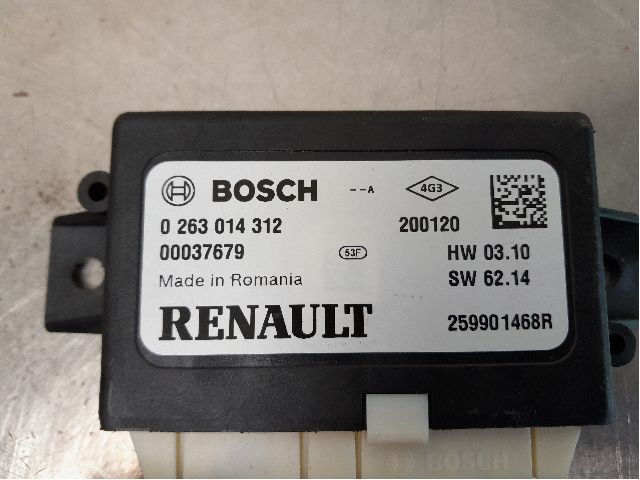 BOSCH --A 4G3
0 263 014 312 200120
00037679 53F HW 03.10
Made in Romania SW 62.14
RENAULT 259901468R
BOSCH